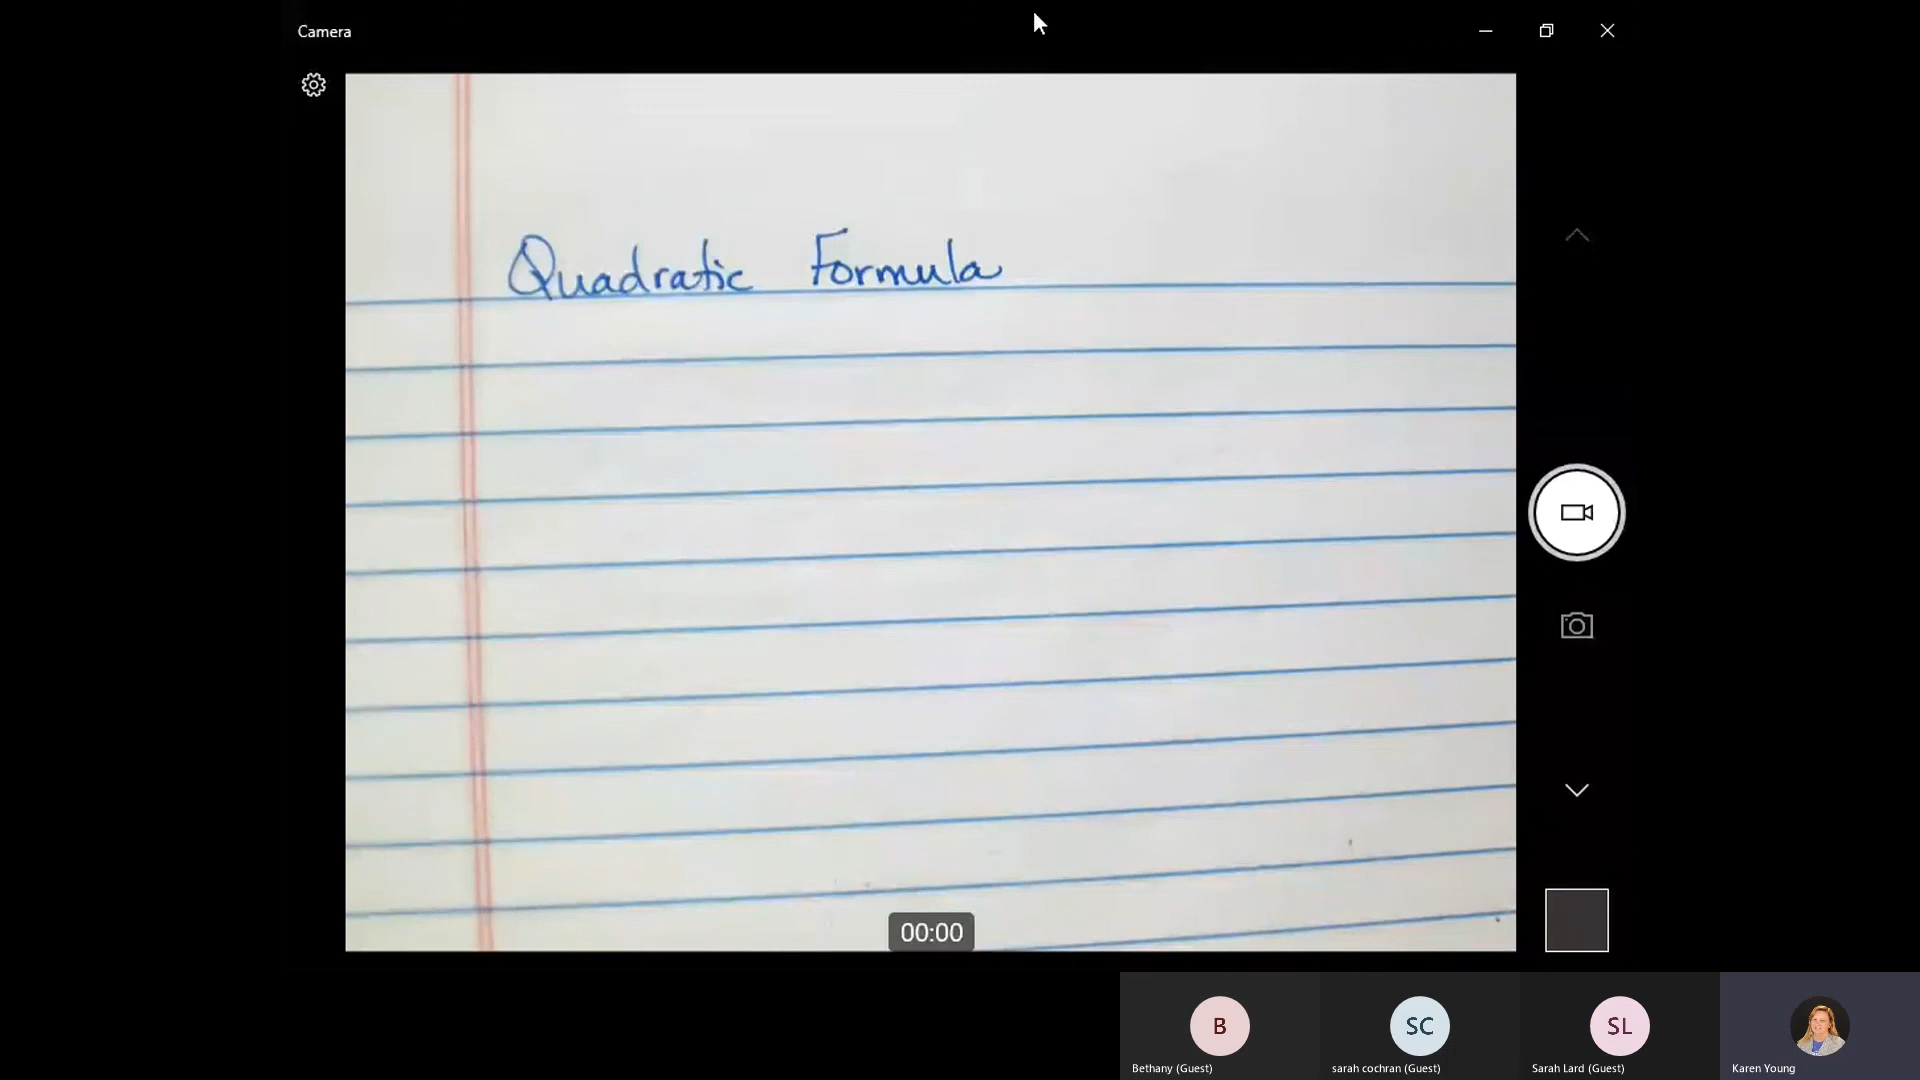 Camera
Quadratic Formula
00:00
B
SC
SL
Bethany (Guest)
sarah cochran (Guest)
Sarah Lard (Guest)
Karen Young